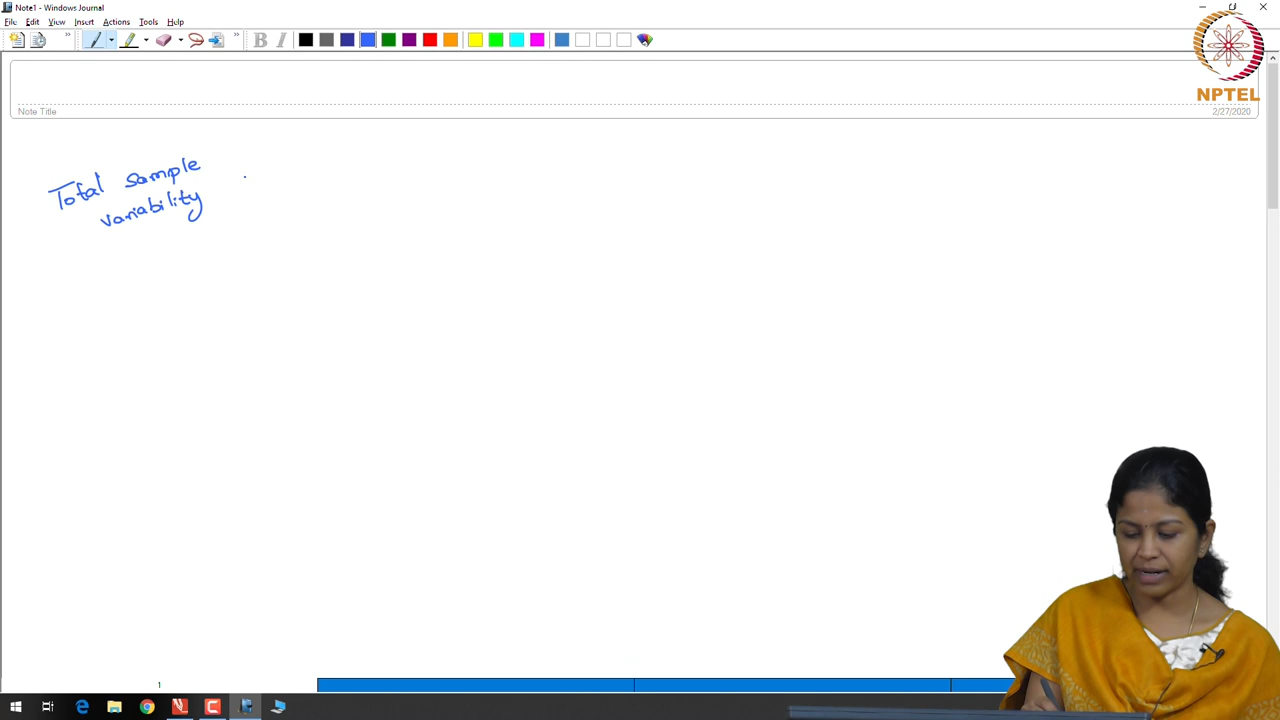 Note1 - Windows Journal
File Edit View Insert Actions Tools Help
B I
NPTEL
Note Title
2/27/2020
Total sample
variability
1